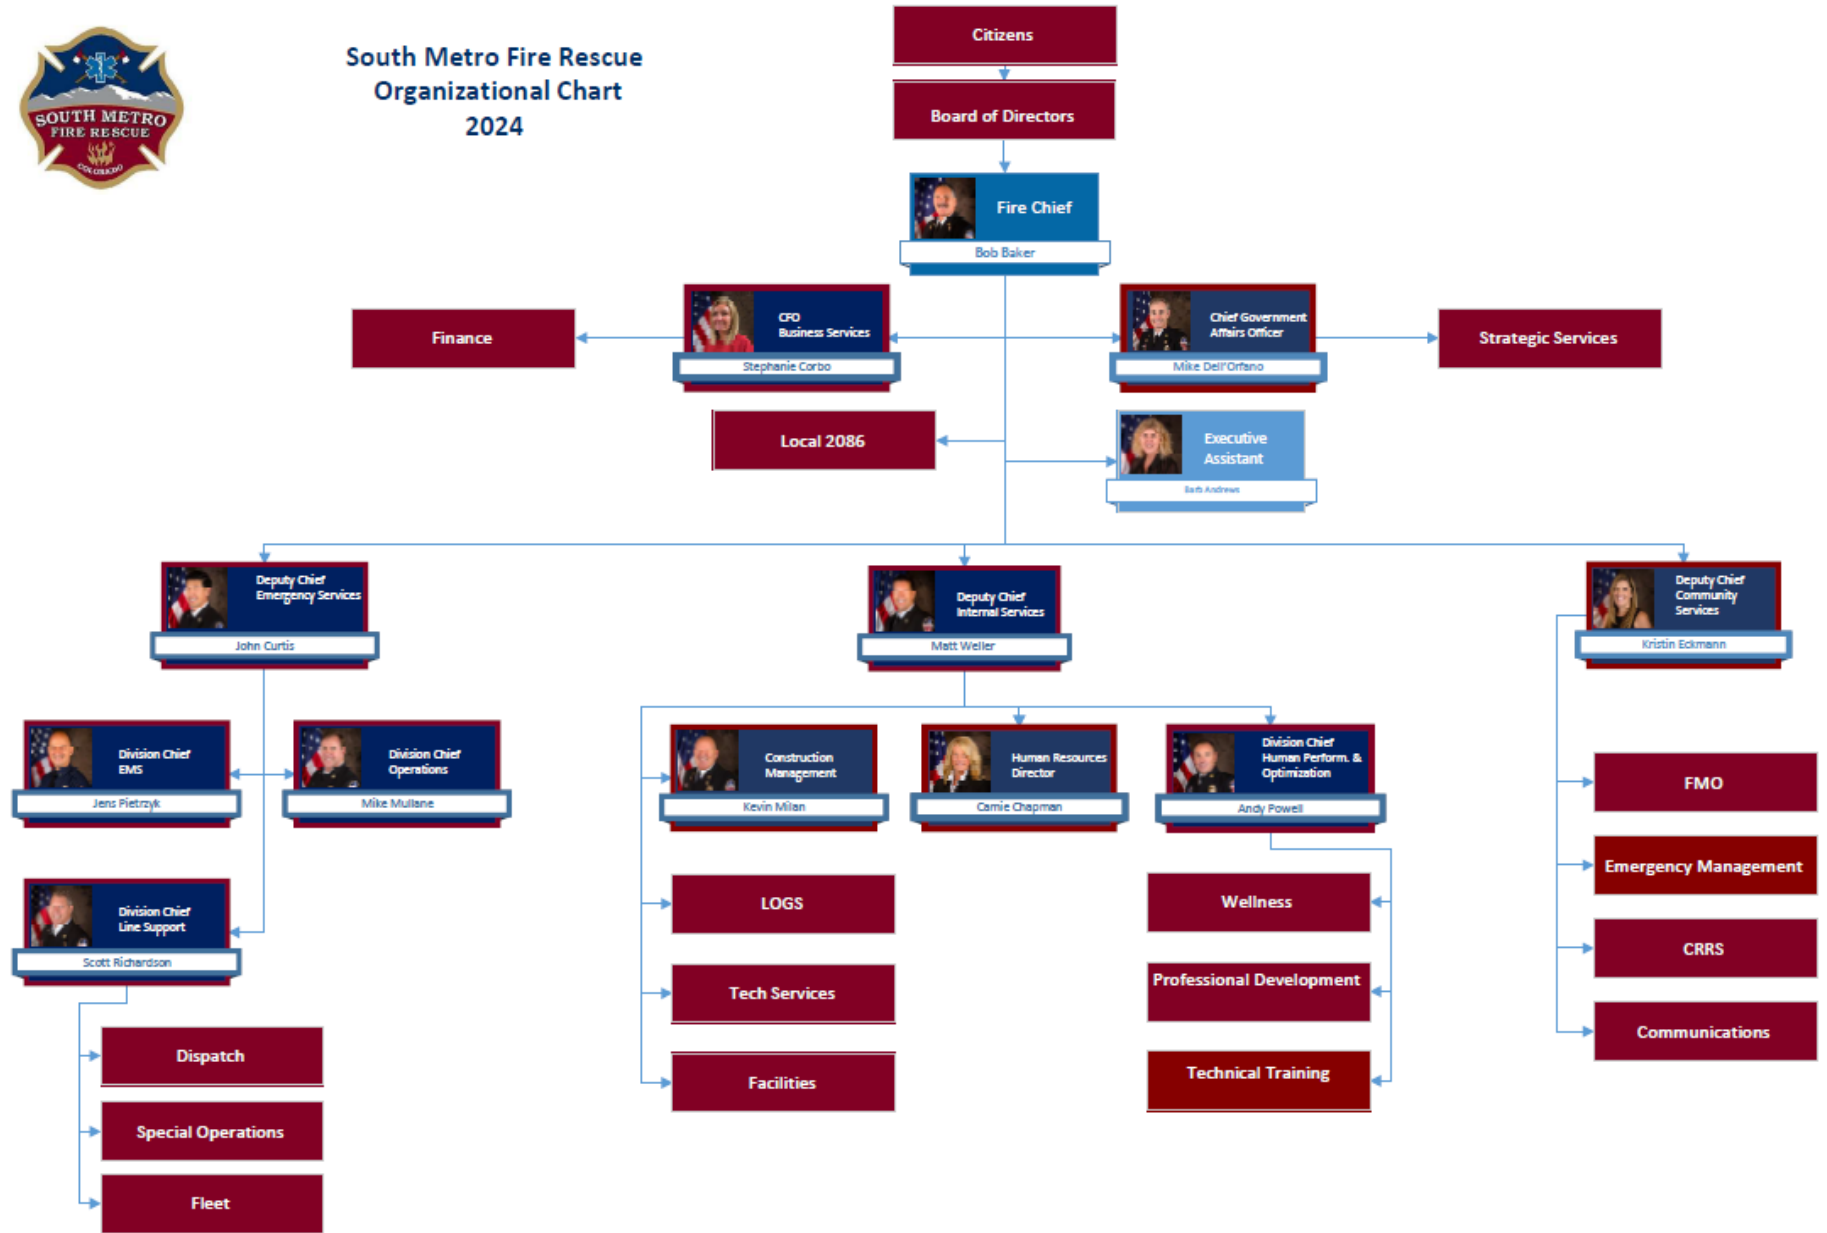 SOUTH METRO
FIRE RESCUE
COLORADO
South Metro Fire Rescue
Organizational Chart
2024
Citizens
Board of Directors
Fire Chief
Bob Baker
Finance
CFO
Business Services
Stephanie Corbo
Chief Government
Affairs Officer
Mike Dell'Orfano
Strategic Services
Local 2086
Executive
Assistant
Barb Andrews
Deputy Chief
Emergency Services
John Curtis
Deputy Chief
Internal Services
Matt Weller
Deputy Chief
Community
Services
Kristin Eckmann
Division Chief
EMS
Jens Pietrzyk
Division Chief
Operations
Mike Mullane
Construction
Management
Kevin Milan
Human Resources
Director
Camie Chapman
Division Chief
Human Perform. &
Optimization
Andy Powell
Division Chief
Line Support
Scott Richardson
Dispatch
Special Operations
Fleet
LOGS
Tech Services
Facilities
Wellness
Professional Development
Technical Training
FMO
Emergency Management
CRRS
Communications